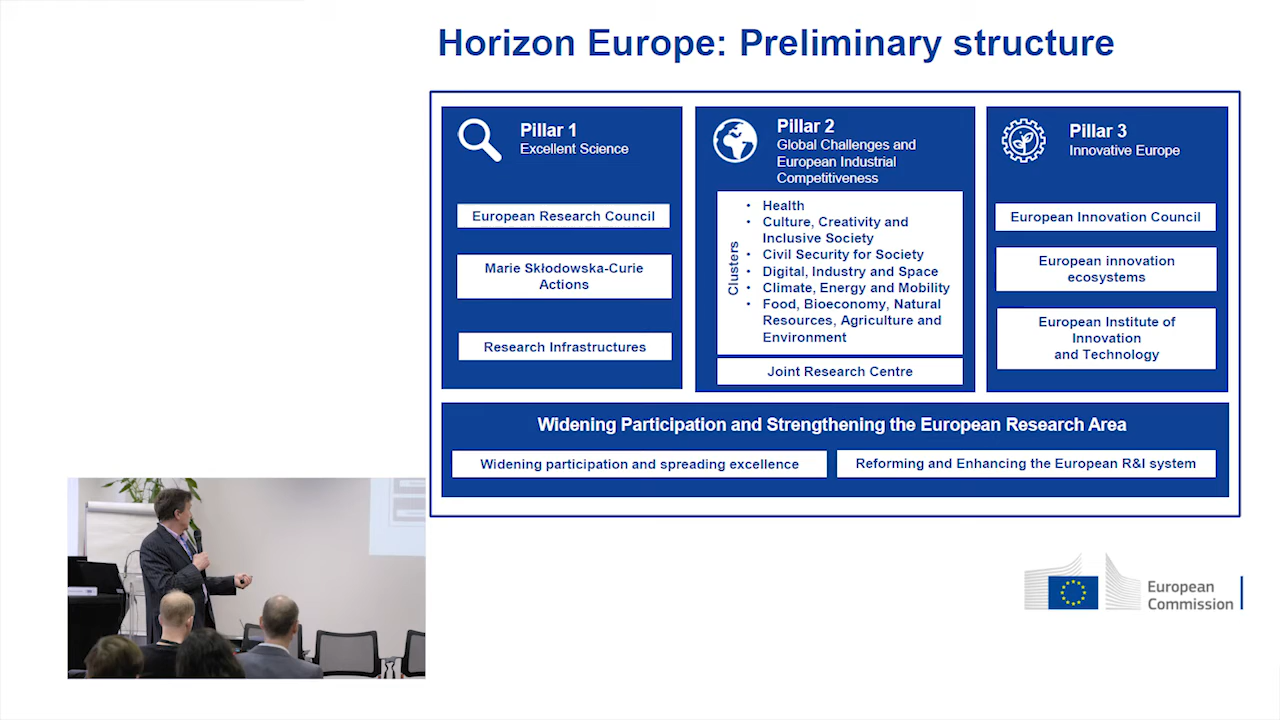 Horizon Europe: Preliminary structure
Pillar 1
Excellent Science
European Research Council
Marie Skłodowska-Curie
Actions
Research Infrastructures
Pillar 2
Global Challenges and
European Industrial
Competitiveness
Clusters
• Health
• Culture, Creativity and
Inclusive Society
• Civil Security for Society
• Digital, Industry and Space
• Climate, Energy and Mobility
• Food, Bioeconomy, Natural
Resources, Agriculture and
Environment
Joint Research Centre
Pillar 3
Innovative Europe
European Innovation Council
European innovation
ecosystems
European Institute of
Innovation
and Technology
Widening Participation and Strengthening the European Research Area
Widening participation and spreading excellence
Reforming and Enhancing the European R&I system
European
Commission